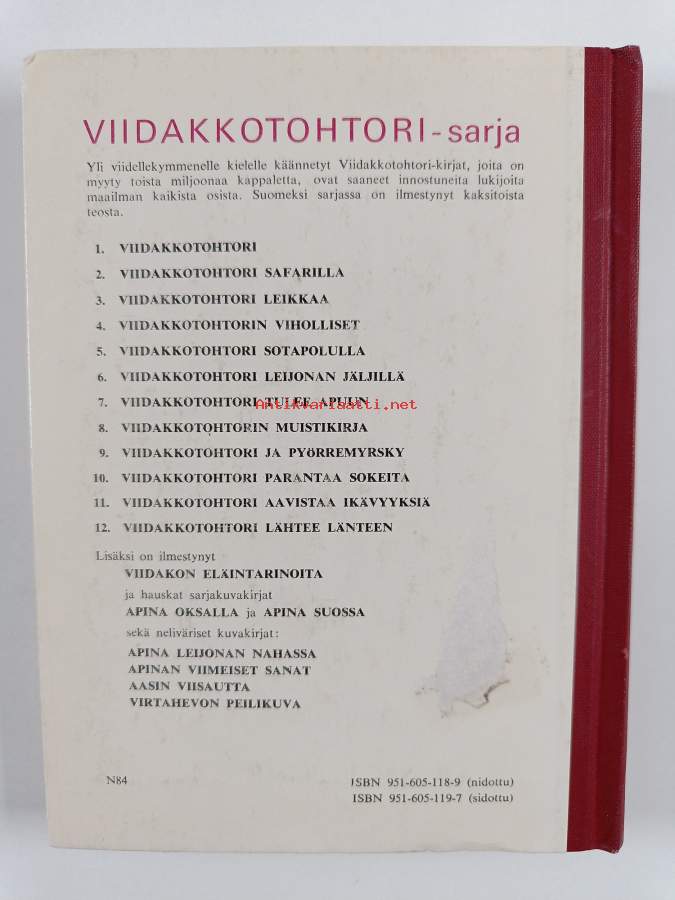 VIIDAKKOTOHTORI - sarja
Yli viidellekymmenelle kielelle käännetyt Viidakkotohtori-kirjat, joita on
myyty toista miljoonaa kappaletta, ovat saaneet innostuneita lukijoita
maailman kaikista osista. Suomeksi sarjassa on ilmestynyt kaksitoista
teosta.
1. VIIDAKKOTOHTORI
2. VIIDAKKOTOHTORI SAFARILLA
3. VIIDAKKOTOHTORI LEIKKAA
4. VIIDAKKOTOHTORIN VIHOLLISET
5. VIIDAKKOTOHTORI SOTAPOLULLA
6. VIIDAKKOTOHTORI LEIJONAN JÄLJILLÄ
7. VIIDAKKOTOHTORI TULEE APUUN
Antikvariaatti.net
8. VIIDAKKOTOHTORIN MUISTIKIRJA
9. VIIDAKKOTOHTORI JA PYÖRREMYRSKY
10. VIIDAKKOTOHTORI PARANTAA SOKEITA
11. VIIDAKKOTOHTORI AAVISTAA IKÄVYYKSIÄ
12. VIIDAKKOTOHTORI LÄHTEE LÄNTEEN
Lisäksi on ilmestynyt
VIIDAKON ELÄINTARINOITA
ja hauskat sarjakuvakirjat
APINA OKSALLA ja APINA SUOSSA
sekä neliväriset kuvakirjat:
APINA LEIJONAN NAHASSA
APINAN VIIMEISET SANAT
AASIN VIISAUTTA
VIRTAHEVON PEILIKUVA
N84
ISBN 951-605-118-9 (nidottu)
ISBN 951-605-119-7 (sidottu)